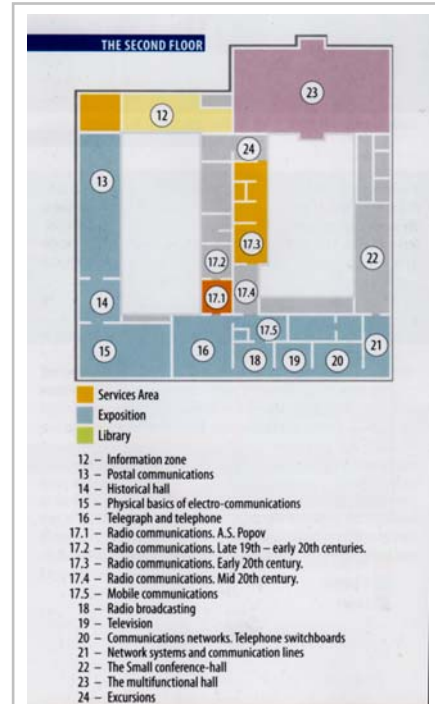 THE SECOND FLOOR
23
12
24
13
17.3
22
17.2
17.1
17.4
14
17.5
21
15
16
18
19
20
Services Area
Exposition
Library
12 – Information zone
13 – Postal communications
14 – Historical hall
15 – Physical basics of electro-communications
16 – Telegraph and telephone
17.1 – Radio communications. A.S. Popov
17.2 – Radio communications. Late 19th – early 20th centuries.
17.3 – Radio communications. Early 20th century.
17.4 – Radio communications. Mid 20th century.
17.5 – Mobile communications
18 – Radio broadcasting
19 – Television
20 – Communications networks. Telephone switchboards
21 – Network systems and communication lines
22 – The Small conference-hall
23 – The multifunctional hall
24 – Excursions